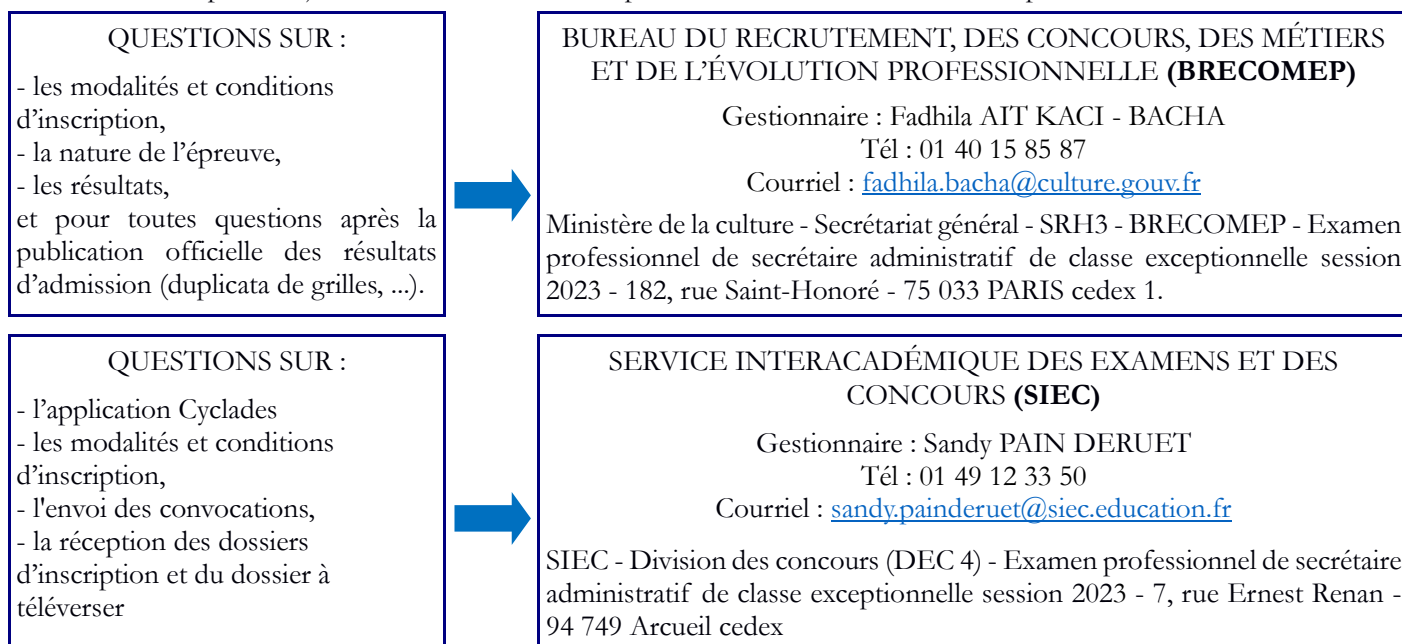 QUESTIONS SUR :
- les modalités et conditions
d’inscription,
- la nature de l’épreuve,
- les résultats,
et pour toutes questions après la
publication officielle des résultats
d’admission (duplicata de grilles, ...).
BUREAU DU RECRUTEMENT, DES CONCOURS, DES MÉTIERS
ET DE L’ÉVOLUTION PROFESSIONNELLE (BRECOMEP)
Gestionnaire : Fadhila AIT KACI - BACHA
Tél : 01 40 15 85 87
Courriel : fadhila.bacha@culture.gouv.fr
Ministère de la culture - Secrétariat général - SRH3 - BRECOMEP - Examen
professionnel de secrétaire administratif de classe exceptionnelle session
2023 - 182, rue Saint-Honoré - 75 033 PARIS cedex 1.
QUESTIONS SUR :
- l’application Cyclades
- les modalités et conditions
d’inscription,
- l'envoi des convocations,
- la réception des dossiers
d’inscription et du dossier à
téléverser
SERVICE INTERACADÉMIQUE DES EXAMENS ET DES
CONCOURS (SIEC)
Gestionnaire : Sandy PAIN DERUET
Tél : 01 49 12 33 50
Courriel : sandy.painderuet@siec.education.fr
SIEC - Division des concours (DEC 4) - Examen professionnel de secrétaire
administratif de classe exceptionnelle session 2023 - 7, rue Ernest Renan -
94 749 Arcueil cedex